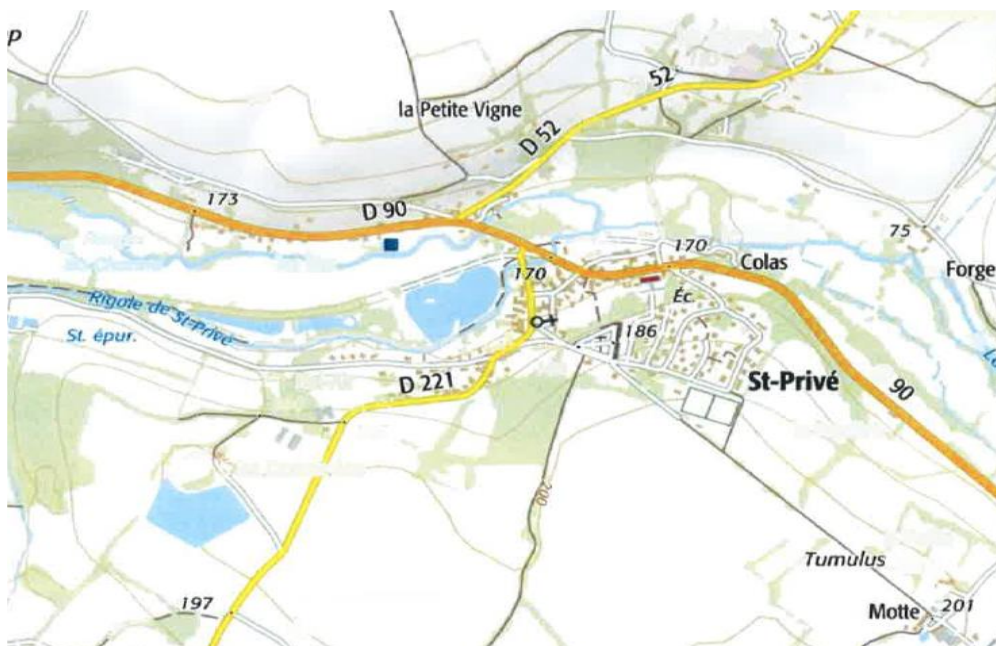 p
la Petite Vigne
52
D 52
173
D 90
75
170
Colas
Forge
170
Rigole de St-Privé
Éc.
St. épur.
186
D 221
St-Privé
90
200
Tumulus
197
Motte
201